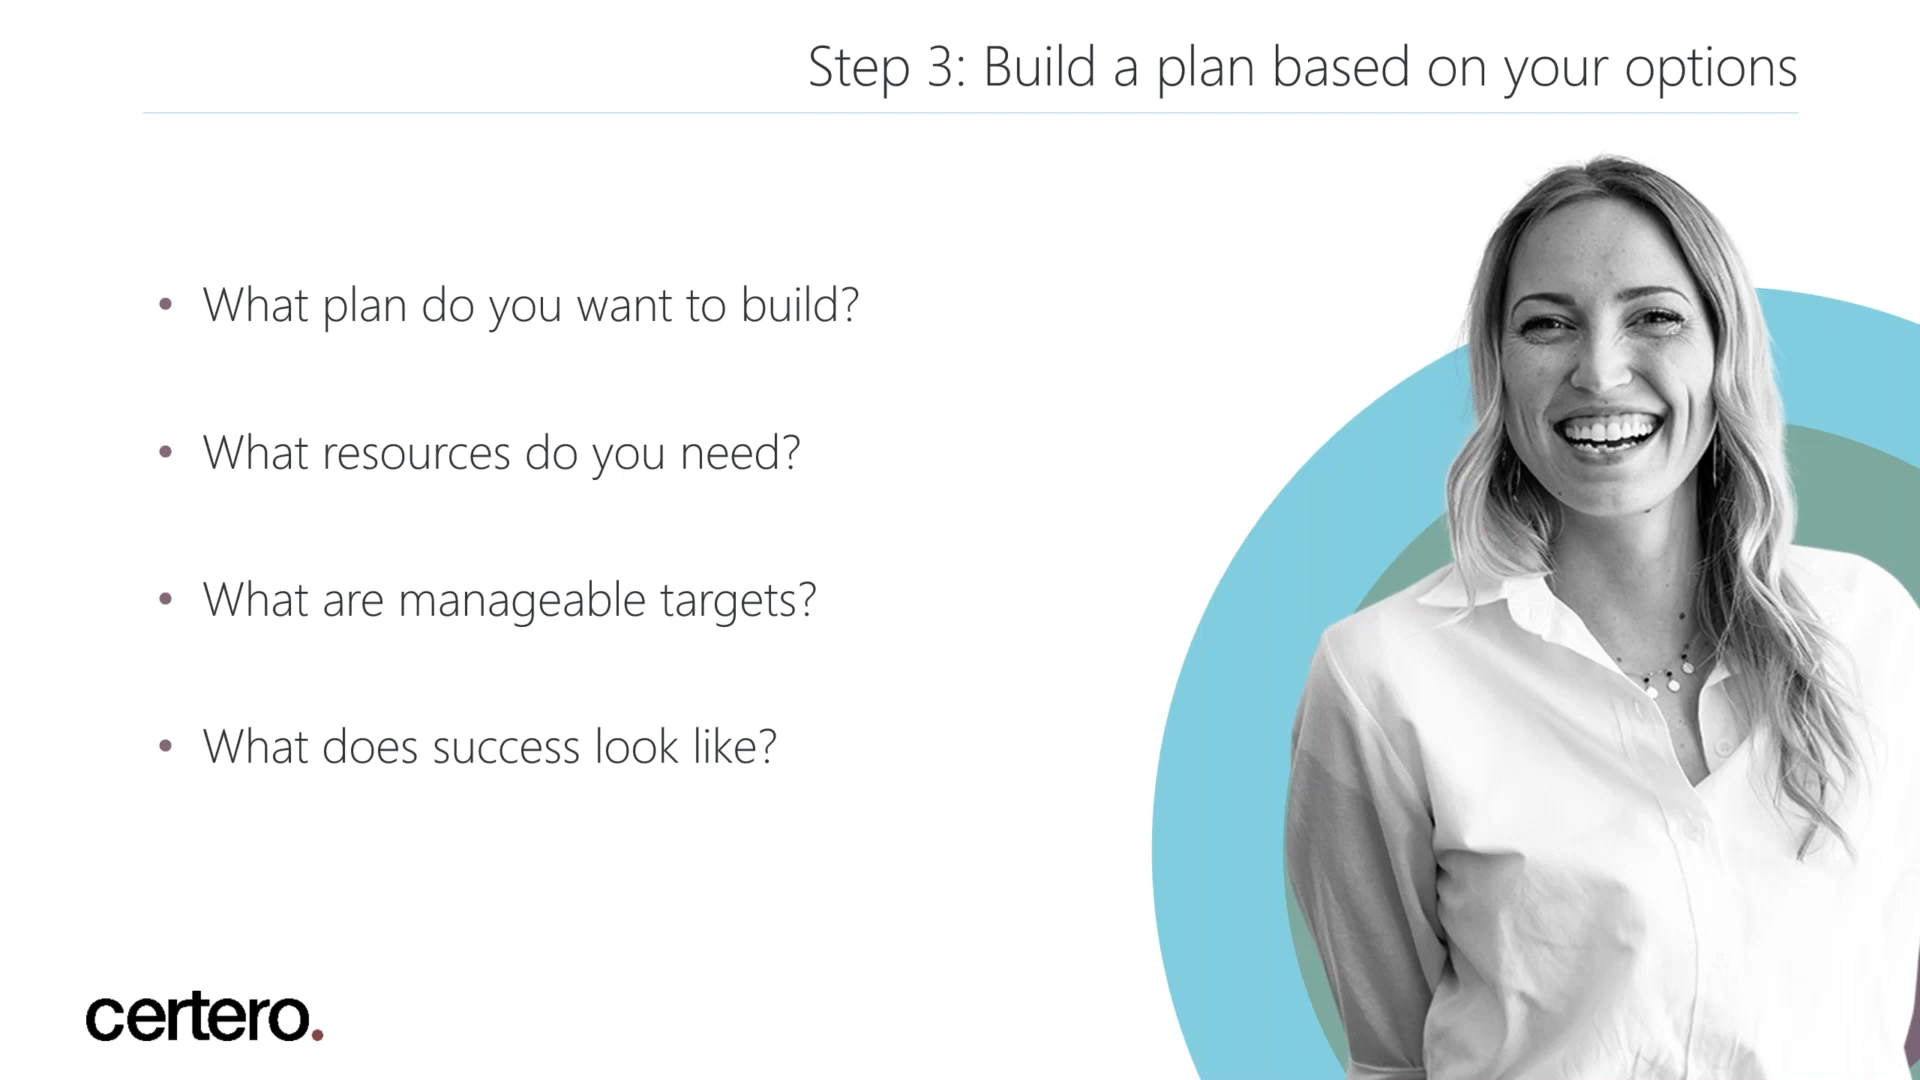 Step 3: Build a plan based on your options
• What plan do you want to build?
• What resources do you need?
• What are manageable targets?
• What does success look like?
certero.